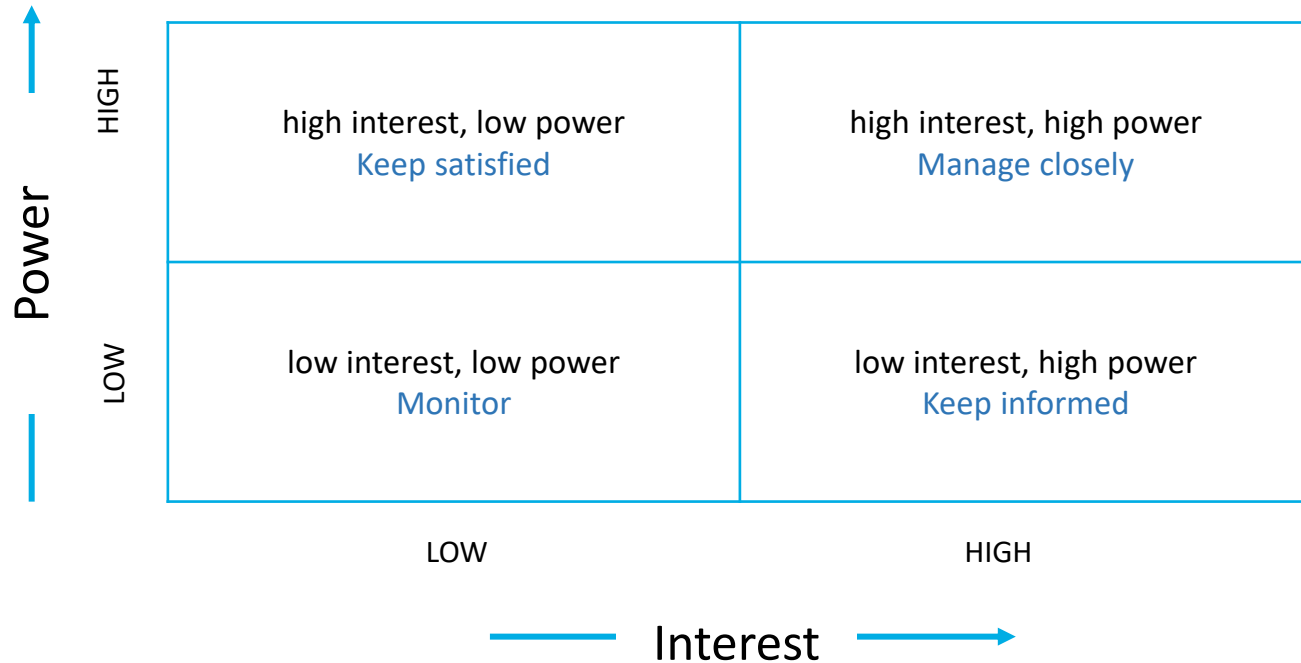 HIGH
high interest, low power
Keep satisfied
high interest, high power
Manage closely
Power
LOW
low interest, low power
Monitor
low interest, high power
Keep informed
LOW
HIGH
Interest